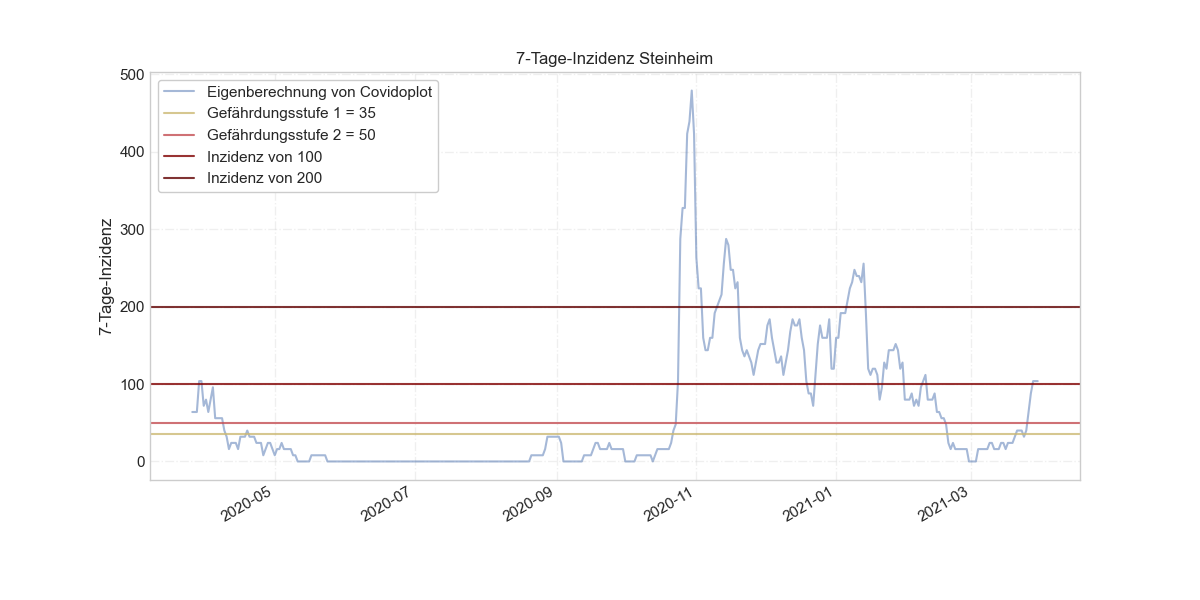 7-Tage-Inzidenz Steinheim
Eigenberechnung von Covidoplot
Gefährdungsstufe 1 = 35
Gefährdungsstufe 2 = 50
Inzidenz von 100
Inzidenz von 200
7-Tage-Inzidenz
500
400
300
200
100
0
2020-05
2020-07
2020-09
2020-11
2021-01
2021-03